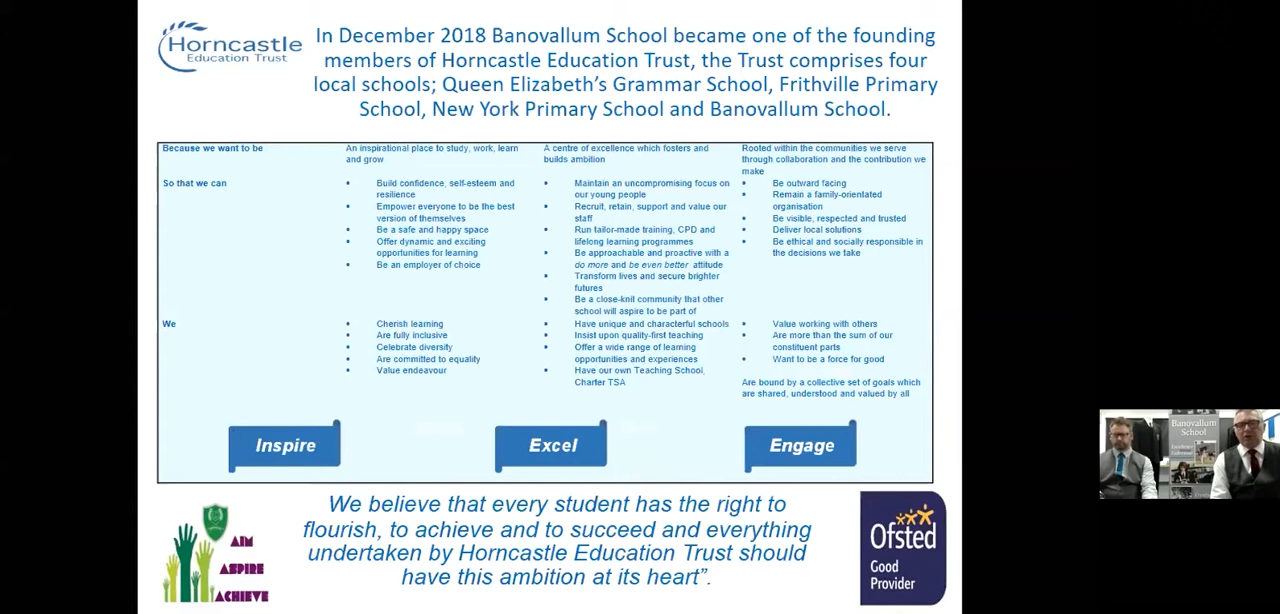 Horncastle
Education Trust
In December 2018 Banovallum School became one of the founding
members of Horncastle Education Trust, the Trust comprises four
local schools; Queen Elizabeth's Grammar School, Frithville Primary
School, New York Primary School and Banovallum School.
Because we want to be
An inspirational place to study, work, learn
and grow
A centre of excellence which fosters and
builds ambition
Rooted within the communities we serve
through collaboration and the contribution we
make
So that we can
• Build confidence, self-esteem and
resilience
• Empower everyone to be the best
version of themselves
• Be a safe and happy space
• Offer dynamic and exciting
opportunities for learning
• Be an employer of choice
• Maintain an uncompromising focus on
our young people
• Recruit, retain, support and value our
staff
• Run tailor-made training, CPD and
lifelong learning programmes
• Be approachable and proactive with a
do more and be even better attitude
• Transform lives and secure brighter
futures
• Be a close-knit community that other
school will aspire to be part of
• Be outward facing
• Remain a family-orientated
organisation
• Be visible, respected and trusted
• Deliver local solutions
• Be ethical and socially responsible in
the decisions we take
We
• Cherish learning
• Are fully inclusive
• Celebrate diversity
• Are committed to equality
• Value endeavour
• Have unique and characterful schools
• Insist upon quality-first teaching
• Offer a wide range of learning
opportunities and experiences
• Have our own Teaching School,
Charter TSA
• Value working with others
• Are more than the sum of our
constituent parts
• Want to be a force for good
Are bound by a collective set of goals which
are shared, understood and valued by all
Inspire
Excel
Engage
AIM
ASPIRE
ACHIEVE
We believe that every student has the right to
flourish, to achieve and to succeed and everything
undertaken by Horncastle Education Trust should
have this ambition at its heart".
Ofsted
Good
Provider
Banovallum
School